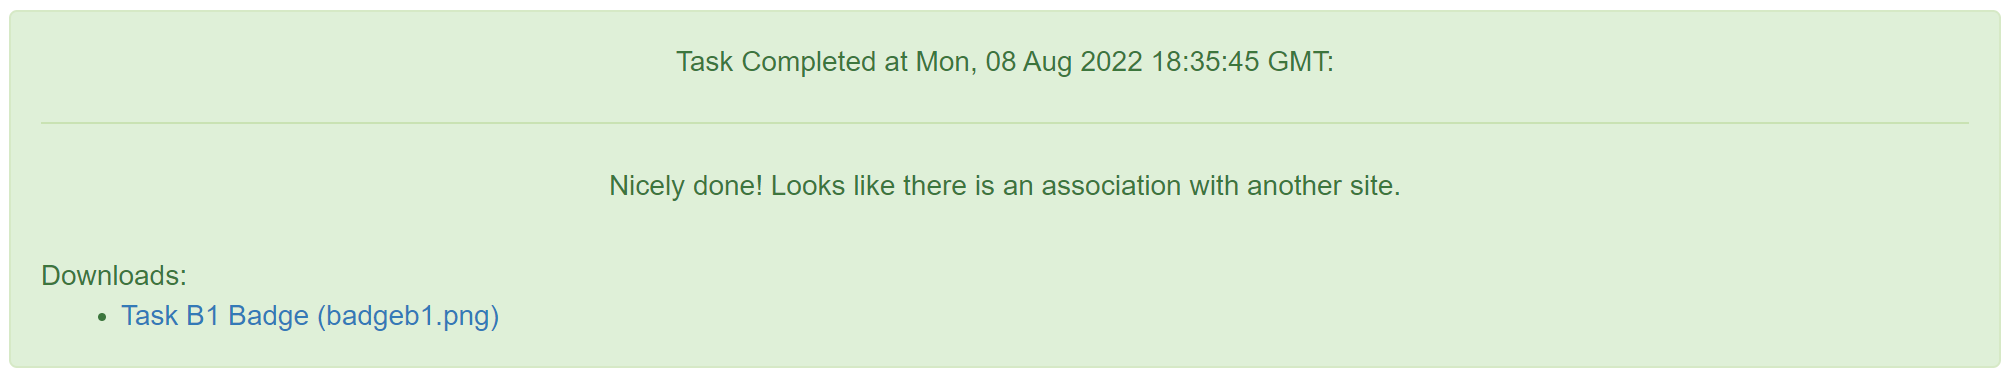 Task Completed at Mon, 08 Aug 2022 18:35:45 GMT:
Nicely done! Looks like there is an association with another site.
Downloads:
• Task B1 Badge (badgeb1.png)